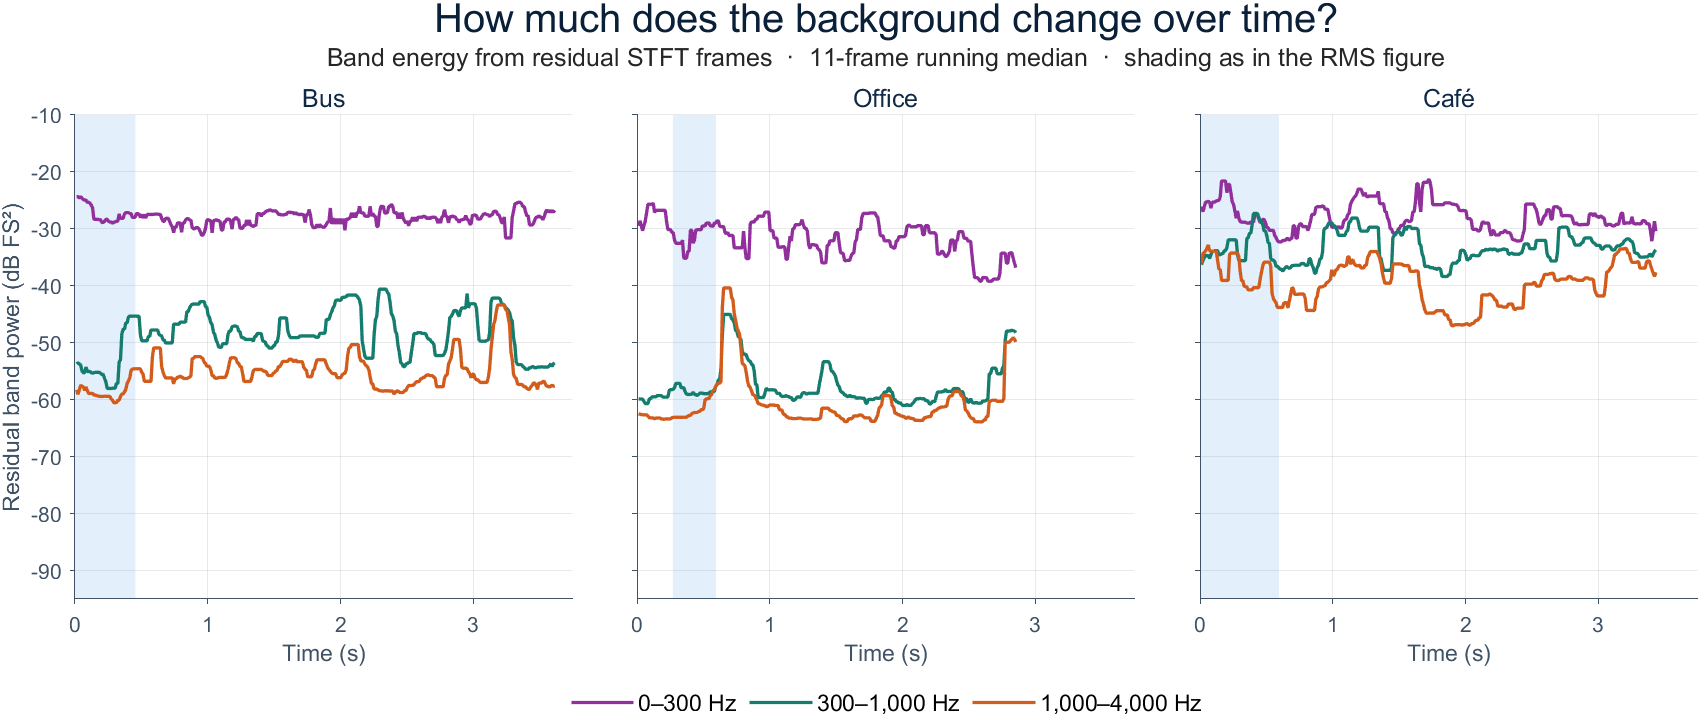 How much does the background change over time?
Band energy from residual STFT frames · 11-frame running median · shading as in the RMS figure
Bus
Office
Café
Residual band power (dB FS²)
-10
-20
-30
-40
-50
-60
-70
-80
-90
0 1 2 3
0 1 2 3
0 1 2 3
Time (s)
Time (s)
Time (s)
0–300 Hz 300–1,000 Hz 1,000–4,000 Hz